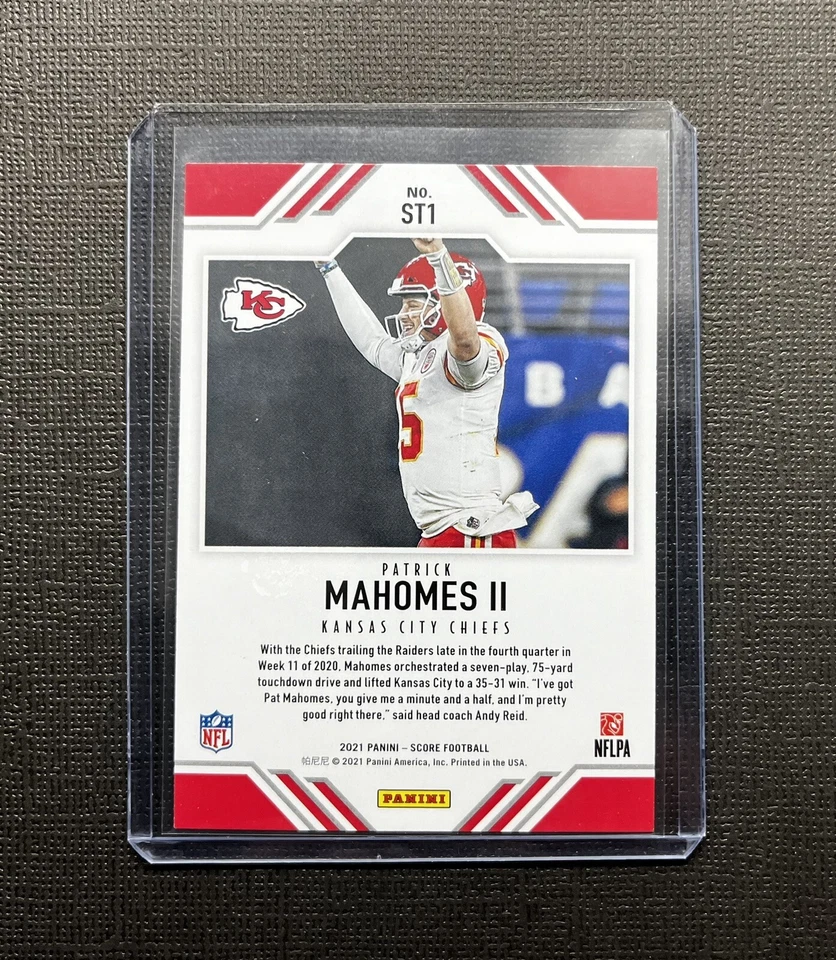 No.
ST1
KC
5
B A
PATRICK
MAHOMES II
KANSAS CITY CHIEFS
With the Chiefs trailing the Raiders late in the fourth quarter in
Week 11 of 2020, Mahomes orchestrated a seven-play, 75-yard
touchdown drive and lifted Kansas City to a 35-31 win. "I've got
Pat Mahomes, you give me a minute and a half, and I'm pretty
good right there," said head coach Andy Reid.
NFL
NFLPA
2021 PANINI – SCORE FOOTBALL
帕尼尼 © 2021 Panini America, Inc. Printed in the USA.
PANINI